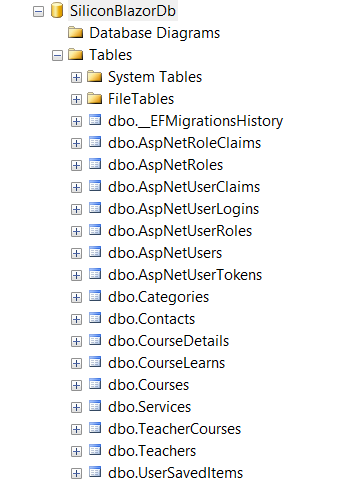 SiliconBlazorDb
Database Diagrams
Tables
System Tables
FileTables
dbo.__EFMigrationsHistory
dbo.AspNetRoleClaims
dbo.AspNetRoles
dbo.AspNetUserClaims
dbo.AspNetUserLogins
dbo.AspNetUserRoles
dbo.AspNetUsers
dbo.AspNetUserTokens
dbo.Categories
dbo.Contacts
dbo.CourseDetails
dbo.CourseLearns
dbo.Courses
dbo.Services
dbo.TeacherCourses
dbo.Teachers
dbo.UserSavedItems